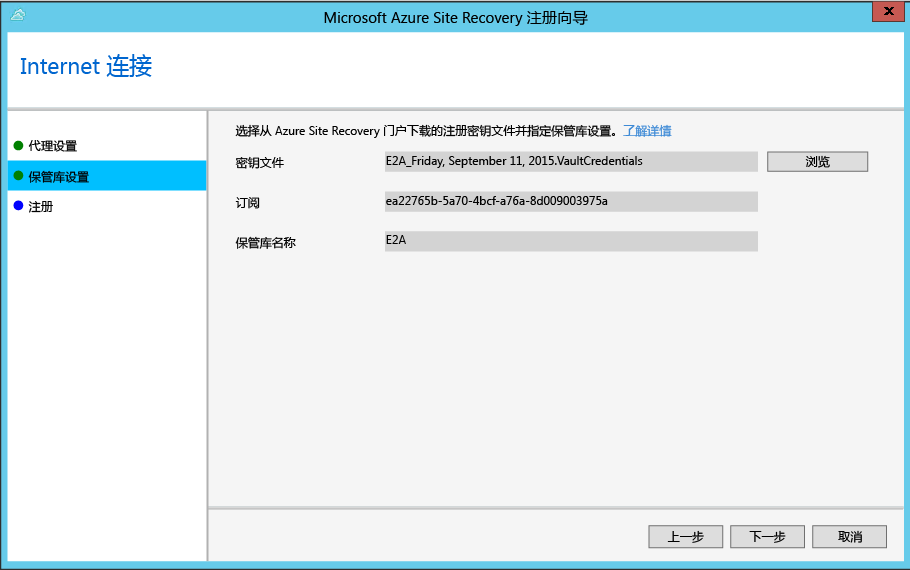 Microsoft Azure Site Recovery 注册向导
Internet 连接
代理设置
保管库设置
注册
选择从 Azure Site Recovery 门户下载的注册密钥文件并指定保管库设置。了解详情
密钥文件 E2A_Friday, September 11, 2015.VaultCredentials 浏览
订阅 ea22765b-5a70-4bcf-a76a-8d009003975a
保管库名称 E2A
上一步 下一步 取消